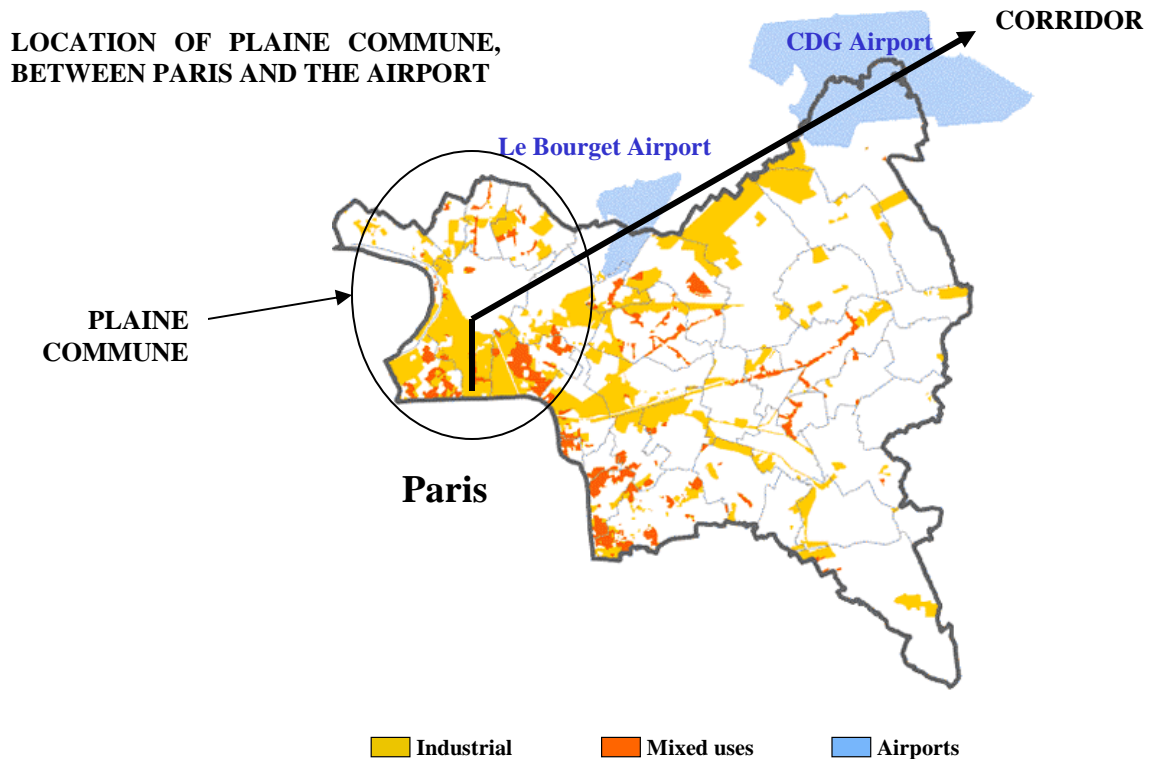 LOCATION OF PLAINE COMMUNE,
BETWEEN PARIS AND THE AIRPORT
CORRIDOR
CDG Airport
Le Bourget Airport
PLAINE
COMMUNE
Paris
Industrial
Mixed uses
Airports